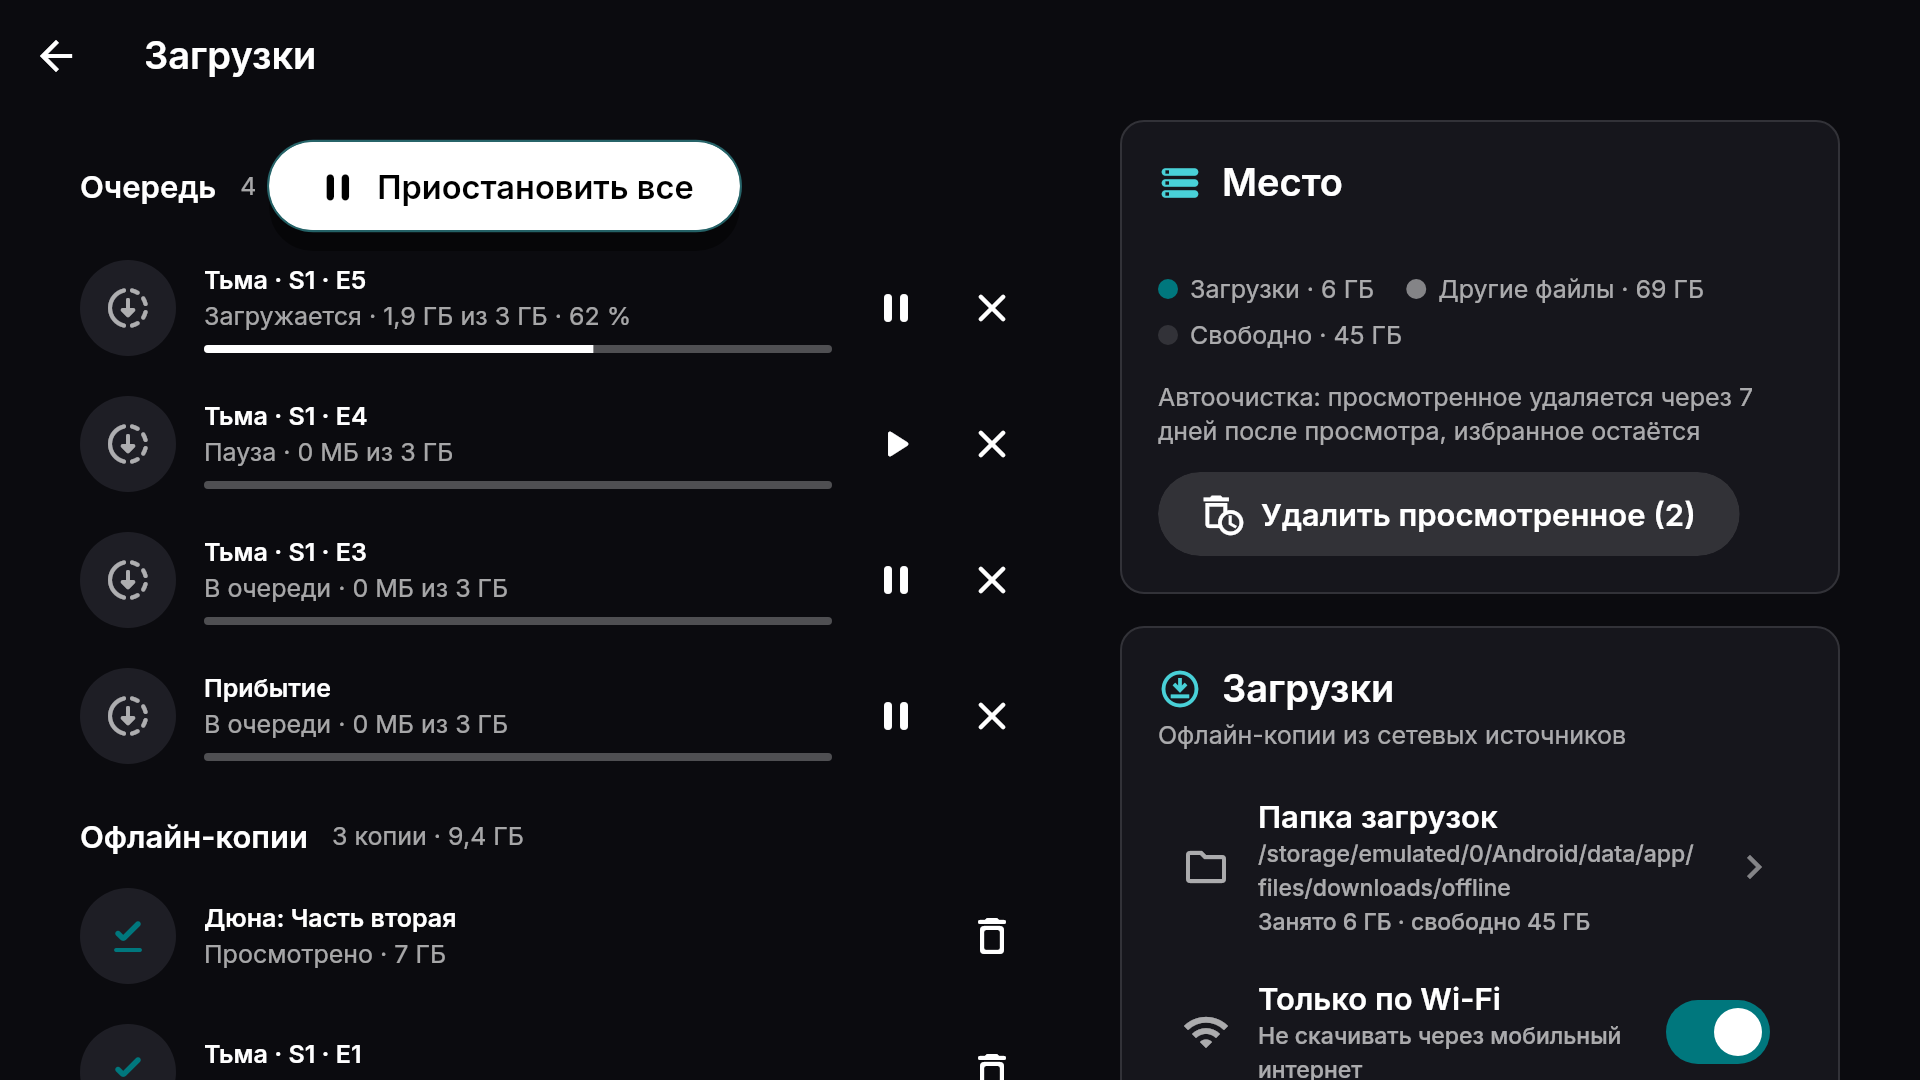 Загрузки
Очередь 4
Приостановить все
Тьма · S1 · E5
Загружается · 1,9 ГБ из 3 ГБ · 62 %
Тьма · S1 · E4
Пауза · 0 МБ из 3 ГБ
Тьма · S1 · E3
В очереди · 0 МБ из 3 ГБ
Прибытие
В очереди · 0 МБ из 3 ГБ
Офлайн-копии 3 копии · 9,4 ГБ
Дюна: Часть вторая
Просмотрено · 7 ГБ
Тьма · S1 · E1
Место
Загрузки · 6 ГБ Другие файлы · 69 ГБ
Свободно · 45 ГБ
Автоочистка: просмотренное удаляется через 7
дней после просмотра, избранное остаётся
Удалить просмотренное (2)
Загрузки
Офлайн-копии из сетевых источников
Папка загрузок
/storage/emulated/0/Android/data/app/
files/downloads/offline
Занято 6 ГБ · свободно 45 ГБ
Только по Wi-Fi
Не скачивать через мобильный
интернет